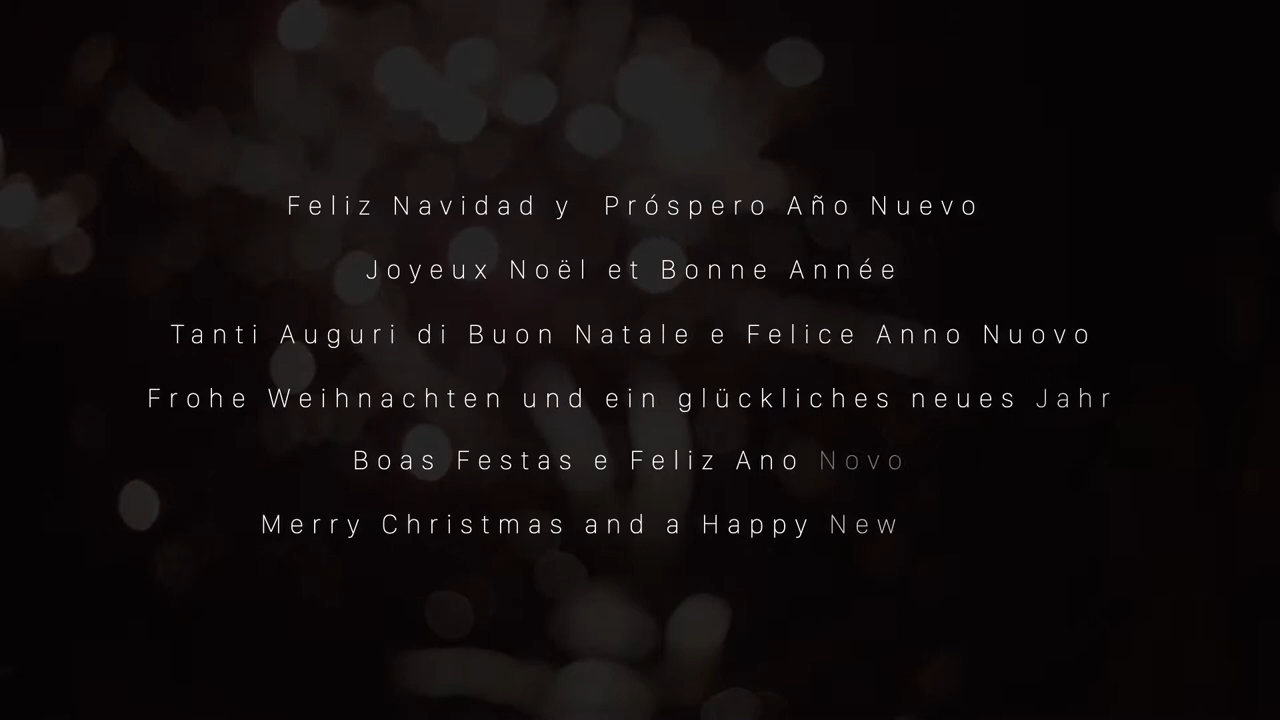 Feliz Navidad y Próspero Año Nuevo
Joyeux Noël et Bonne Année
Tanti Auguri di Buon Natale e Felice Anno Nuovo
Frohe Weihnachten und ein glückliches neues Jahr
Boas Festas e Feliz Ano Novo
Merry Christmas and a Happy New